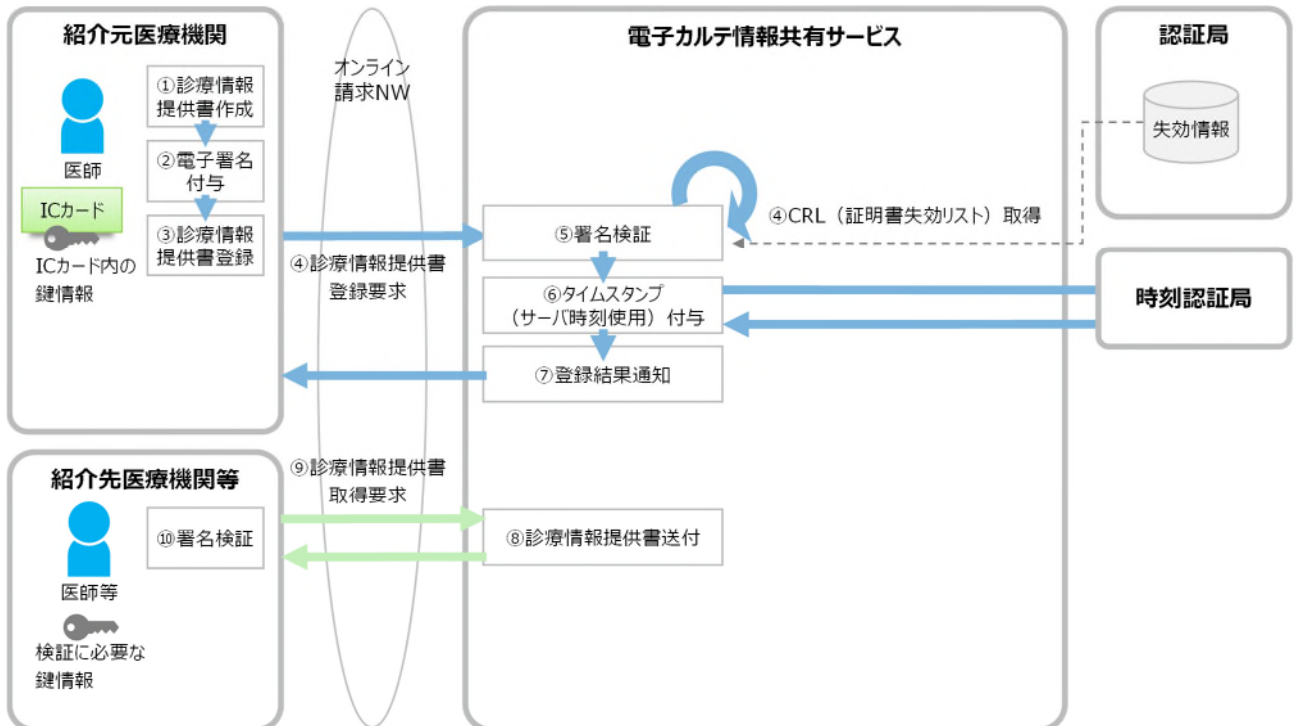 紹介元医療機関
医師
ICカード
ICカード内の
鍵情報
①診療情報
提供書作成
②電子署名
付与
③診療情報
提供書登録
オンライン
請求NW
④診療情報提供書
登録要求
電子カルテ情報共有サービス
⑤署名検証
⑥タイムスタンプ
（サーバ時刻使用）付与
⑦登録結果通知
④CRL（証明書失効リスト）取得
認証局
失効情報
時刻認証局
紹介先医療機関等
医師等
検証に必要な
鍵情報
⑩署名検証
⑨診療情報提供書
取得要求
⑧診療情報提供書送付